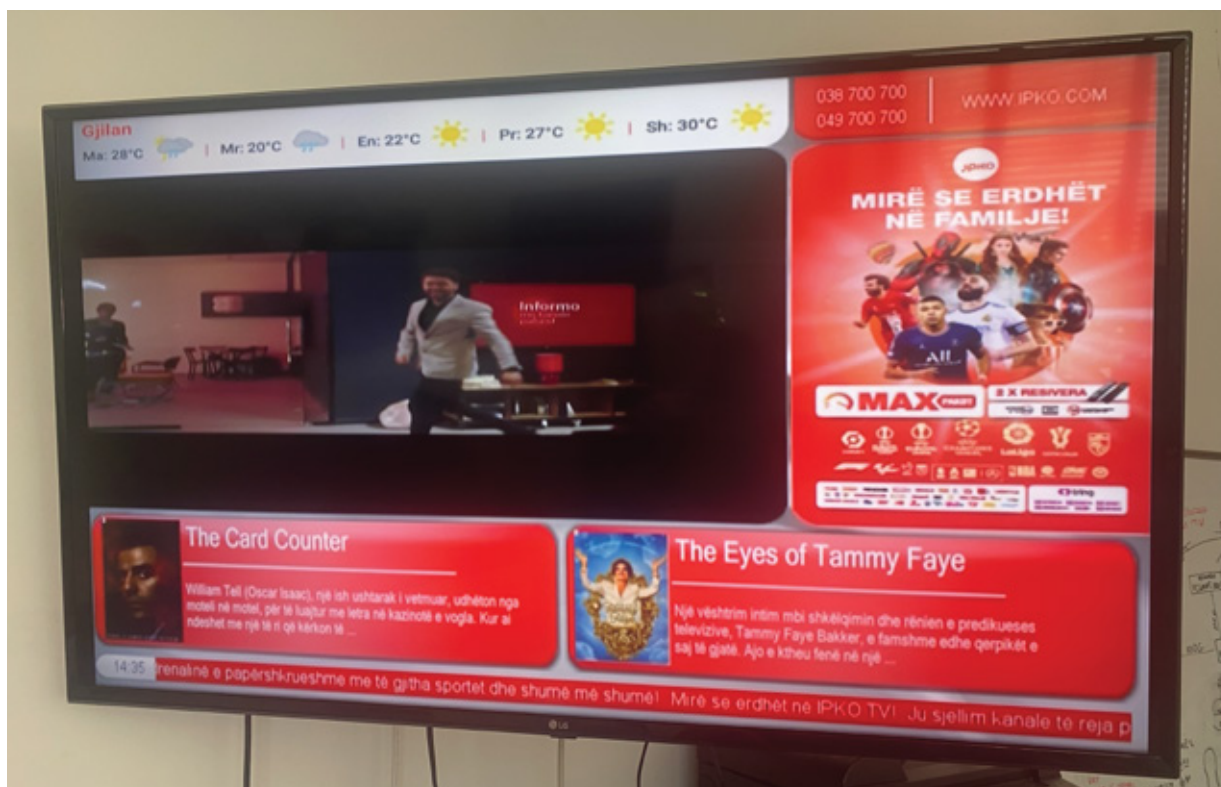 Gjilan
Ma: 28°C | Mr: 20°C | En: 22°C | Pr: 27°C | Sh: 30°C
038 700 700
049 700 700
WWW.IPKO.COM
IPKO
MIRË SE ERDHËT
NË FAMILJE!
Informo
ALL
MAX PAKOT
2 X RESIVERA
LaLiga
tring
The Card Counter
William Tell (Oscar Isaac), një ish ushtarak i vetmuar, udhëton nga
moteli në motel, për të luajtur me letra në kazinotë e vogla. Kur ai
ndeshet me një të ri që kërkon të ...
The Eyes of Tammy Faye
Një vështrim intim mbi shkëlqimin dhe rënien e predikueses
televizive, Tammy Faye Bakker, e famshme edhe qerpikët e
saj të gjatë. Ajo e ktheu fenë në një ...
14:35
trenalinë e papërshkrueshme me të gjitha sportet dhe shumë më shumë! Mirë se erdhët në IPKO TV! Ju sjellim kanale të reja p
LG